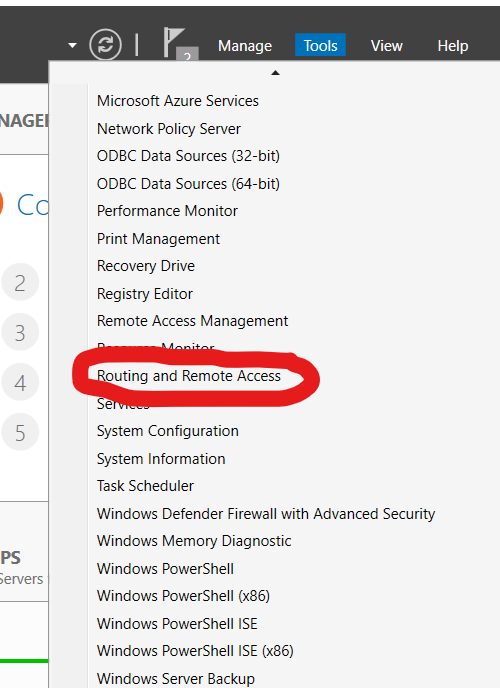 2
Manage Tools View Help
NAGER
Co
2
3
4
5
PS
Servers
Microsoft Azure Services
Network Policy Server
ODBC Data Sources (32-bit)
ODBC Data Sources (64-bit)
Performance Monitor
Print Management
Recovery Drive
Registry Editor
Remote Access Management
Resource Monitor
Routing and Remote Access
Services
System Configuration
System Information
Task Scheduler
Windows Defender Firewall with Advanced Security
Windows Memory Diagnostic
Windows PowerShell
Windows PowerShell (x86)
Windows PowerShell ISE
Windows PowerShell ISE (x86)
Windows Server Backup